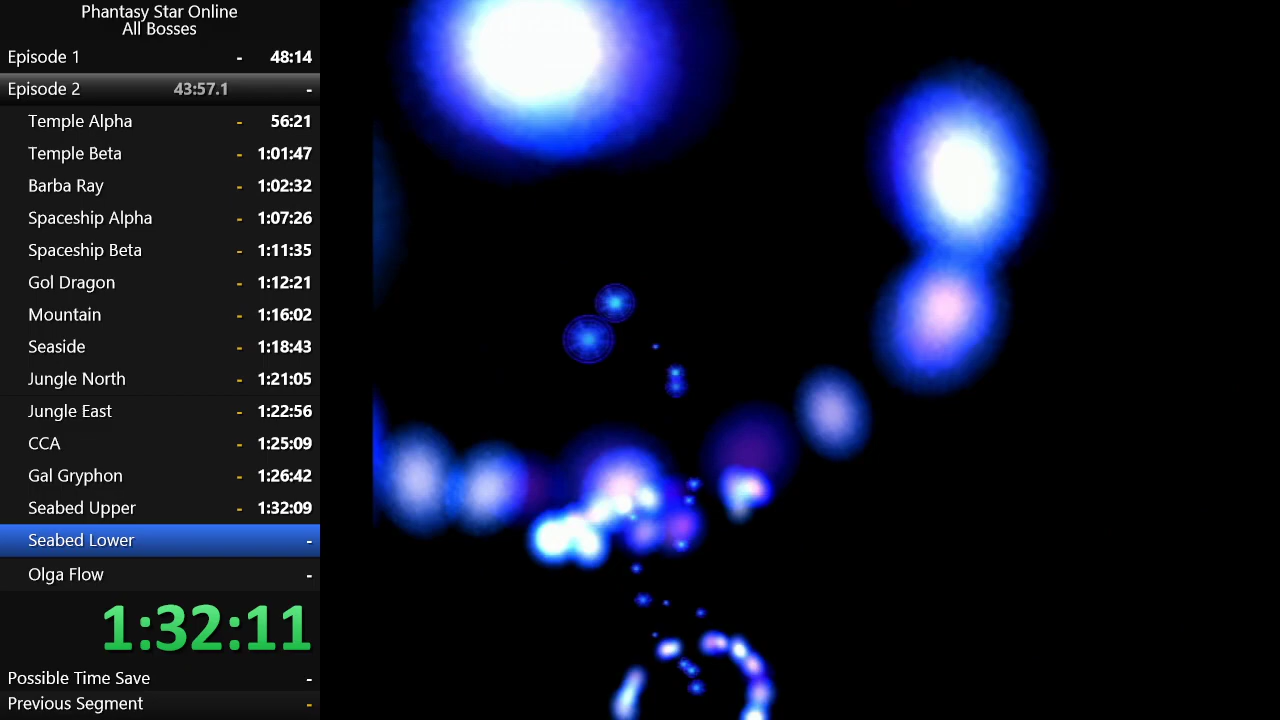 Phantasy Star Online
All Bosses
Episode 1 - 48:14
Episode 2 43:57.1 -
Temple Alpha - 56:21
Temple Beta - 1:01:47
Barba Ray - 1:02:32
Spaceship Alpha - 1:07:26
Spaceship Beta - 1:11:35
Gol Dragon - 1:12:21
Mountain - 1:16:02
Seaside - 1:18:43
Jungle North - 1:21:05
Jungle East - 1:22:56
CCA - 1:25:09
Gal Gryphon - 1:26:42
Seabed Upper - 1:32:09
Seabed Lower -
Olga Flow -
1:32:11
Possible Time Save -
Previous Segment -